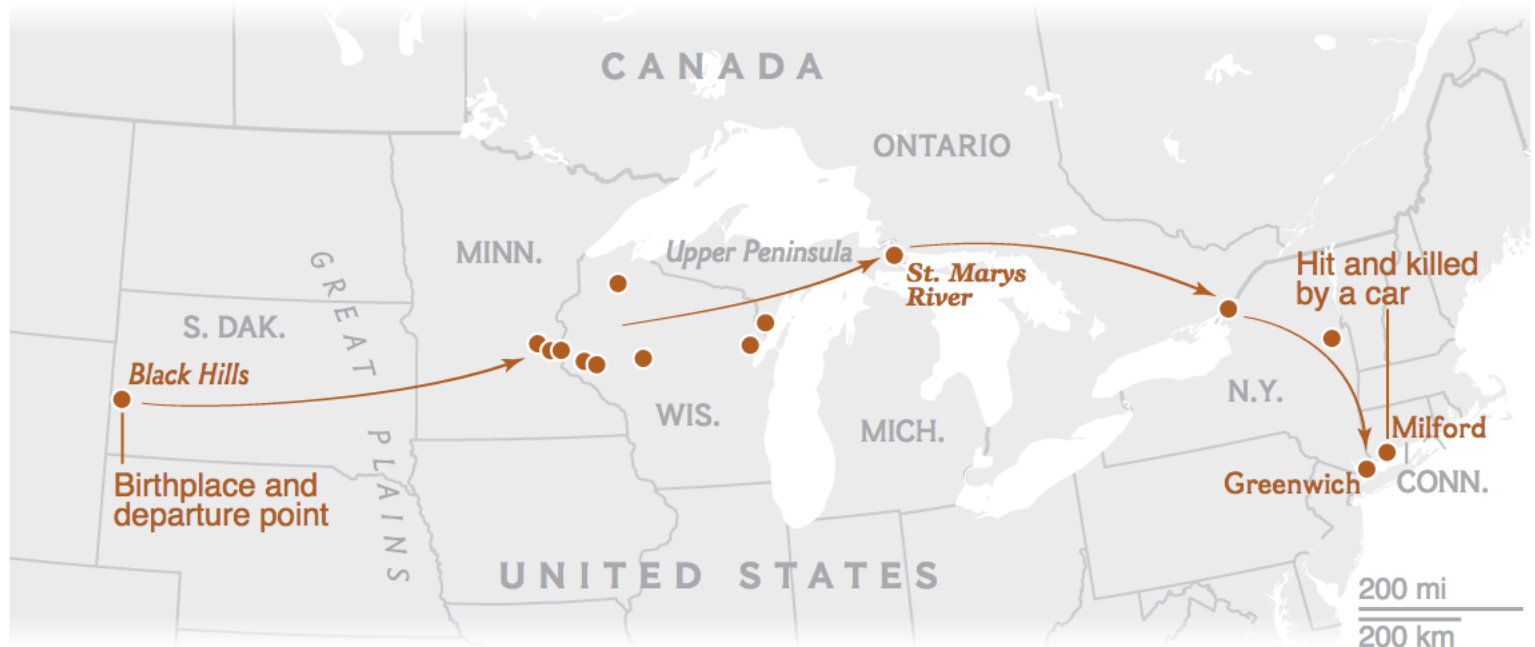 CANADA
ONTARIO
MINN.
Upper Peninsula
St. Marys
River
Hit and killed
by a car
GREAT PLAINS
S. DAK.
Black Hills
WIS.
MICH.
N.Y.
Milford
Greenwich
CONN.
Birthplace and
departure point
UNITED STATES
200 mi
200 km